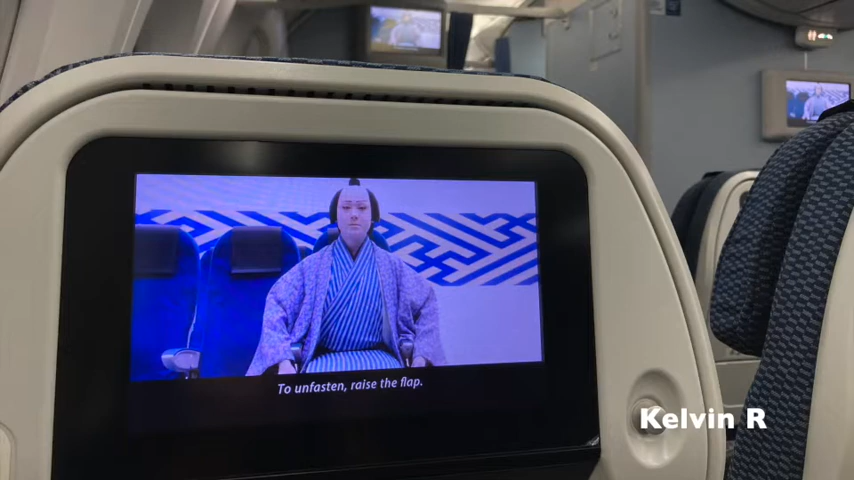 To unfasten, raise the flap.
Kelvin R